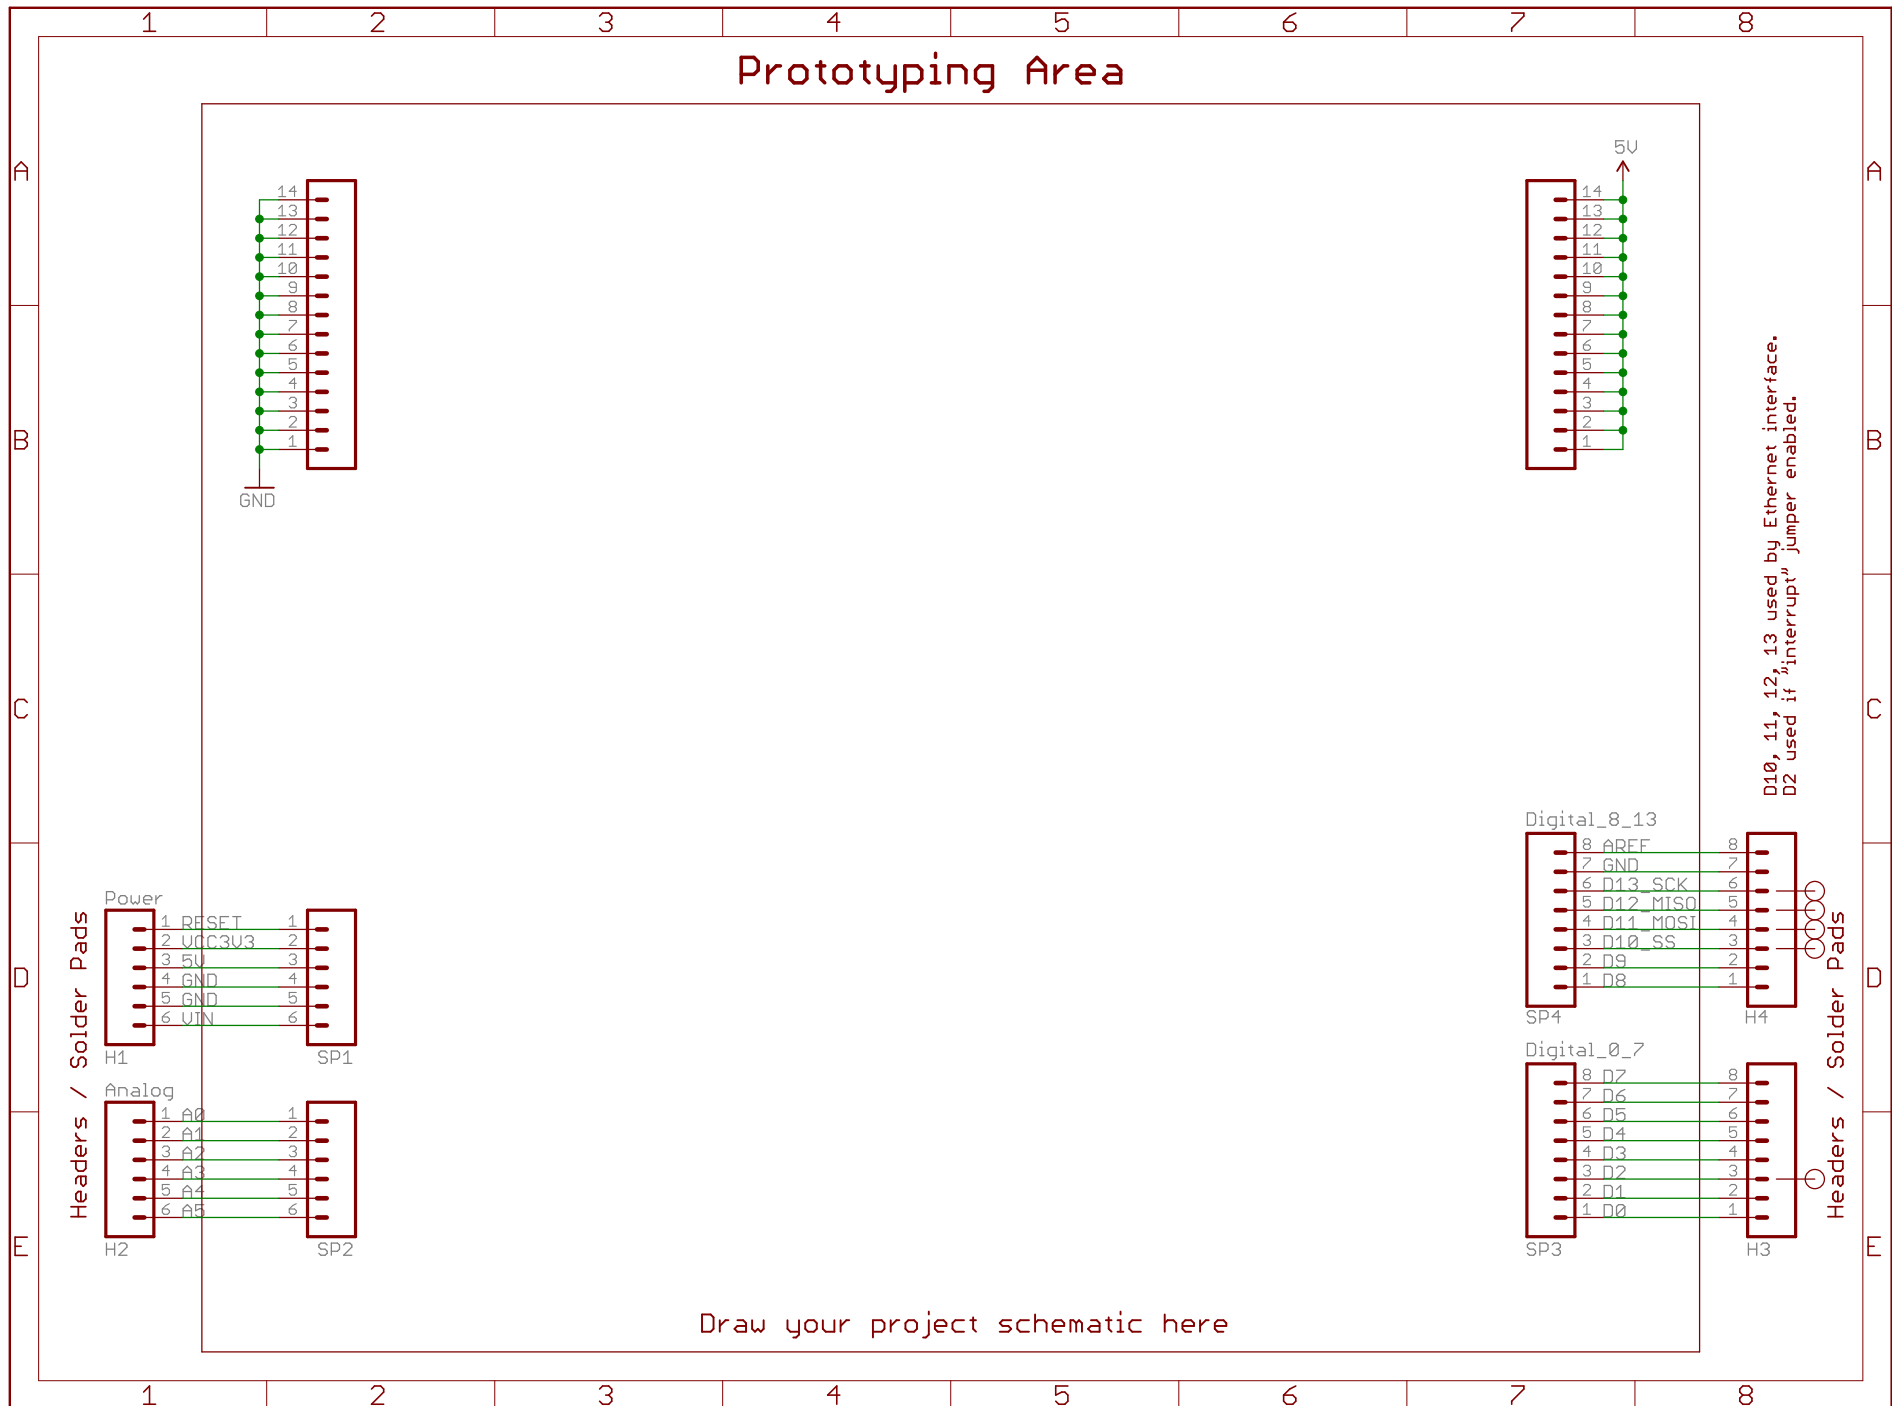 1 2 3 4 5 6 7 8
Prototyping Area
A
A
5V
14
13
12
11
10
9
8
7
6
5
4
3
2
1
GND
14
13
12
11
10
9
8
7
6
5
4
3
2
1
B
B
D10, 11, 12, 13 used by Ethernet interface.
D2 used if "interrupt" jumper enabled.
C
C
Headers / Solder Pads
Power
1 RESET 1
2 VCC3V3 2
3 5V 3
4 GND 4
5 GND 5
6 VIN 6
H1 SP1
Analog
1 A0 1
2 A1 2
3 A2 3
4 A3 4
5 A4 5
6 A5 6
H2 SP2
D
D
Digital_8_13
8 AREF 8
7 GND 7
6 D13_SCK 6
5 D12_MISO 5
4 D11_MOSI 4
3 D10_SS 3
2 D9 2
1 D8 1
SP4 H4
Digital_0_7
8 D7 8
7 D6 7
6 D5 6
5 D4 5
4 D3 4
3 D2 3
2 D1 2
1 D0 1
SP3 H3
Headers / Solder Pads
E
E
Draw your project schematic here
1 2 3 4 5 6 7 8